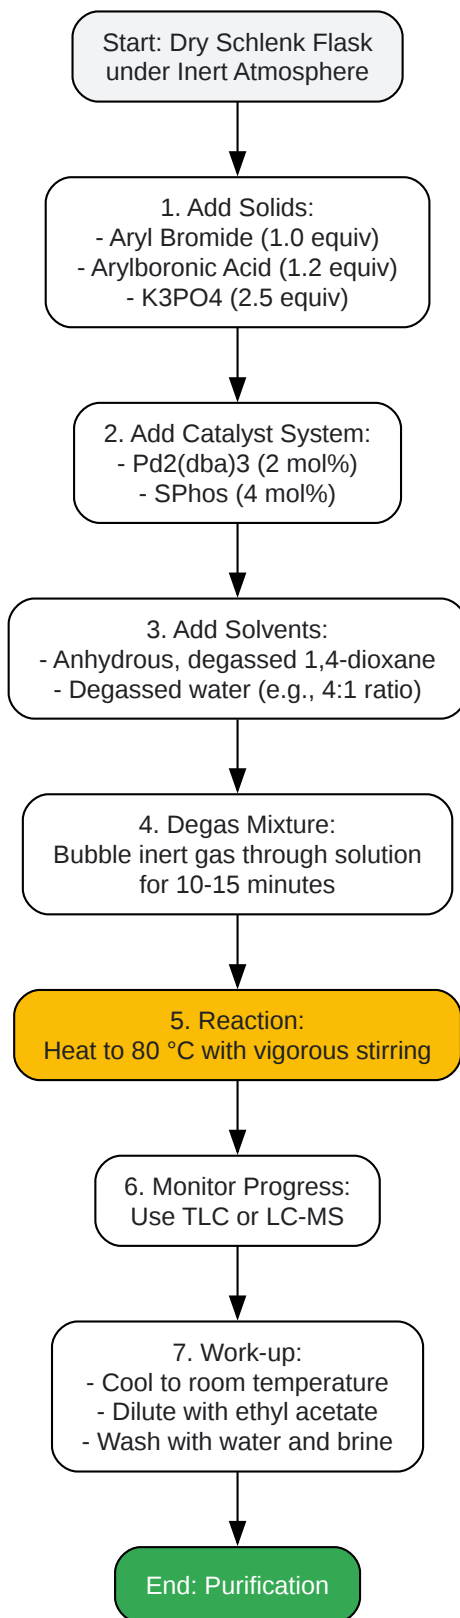 Start: Dry Schlenk Flask
under Inert Atmosphere
1. Add Solids:
- Aryl Bromide (1.0 equiv)
- Arylboronic Acid (1.2 equiv)
- K3PO4 (2.5 equiv)
2. Add Catalyst System:
- Pd2(dba)3 (2 mol%)
- SPhos (4 mol%)
3. Add Solvents:
- Anhydrous, degassed 1,4-dioxane
- Degassed water (e.g., 4:1 ratio)
4. Degas Mixture:
Bubble inert gas through solution
for 10-15 minutes
5. Reaction:
Heat to 80 °C with vigorous stirring
6. Monitor Progress:
Use TLC or LC-MS
7. Work-up:
- Cool to room temperature
- Dilute with ethyl acetate
- Wash with water and brine
End: Purification